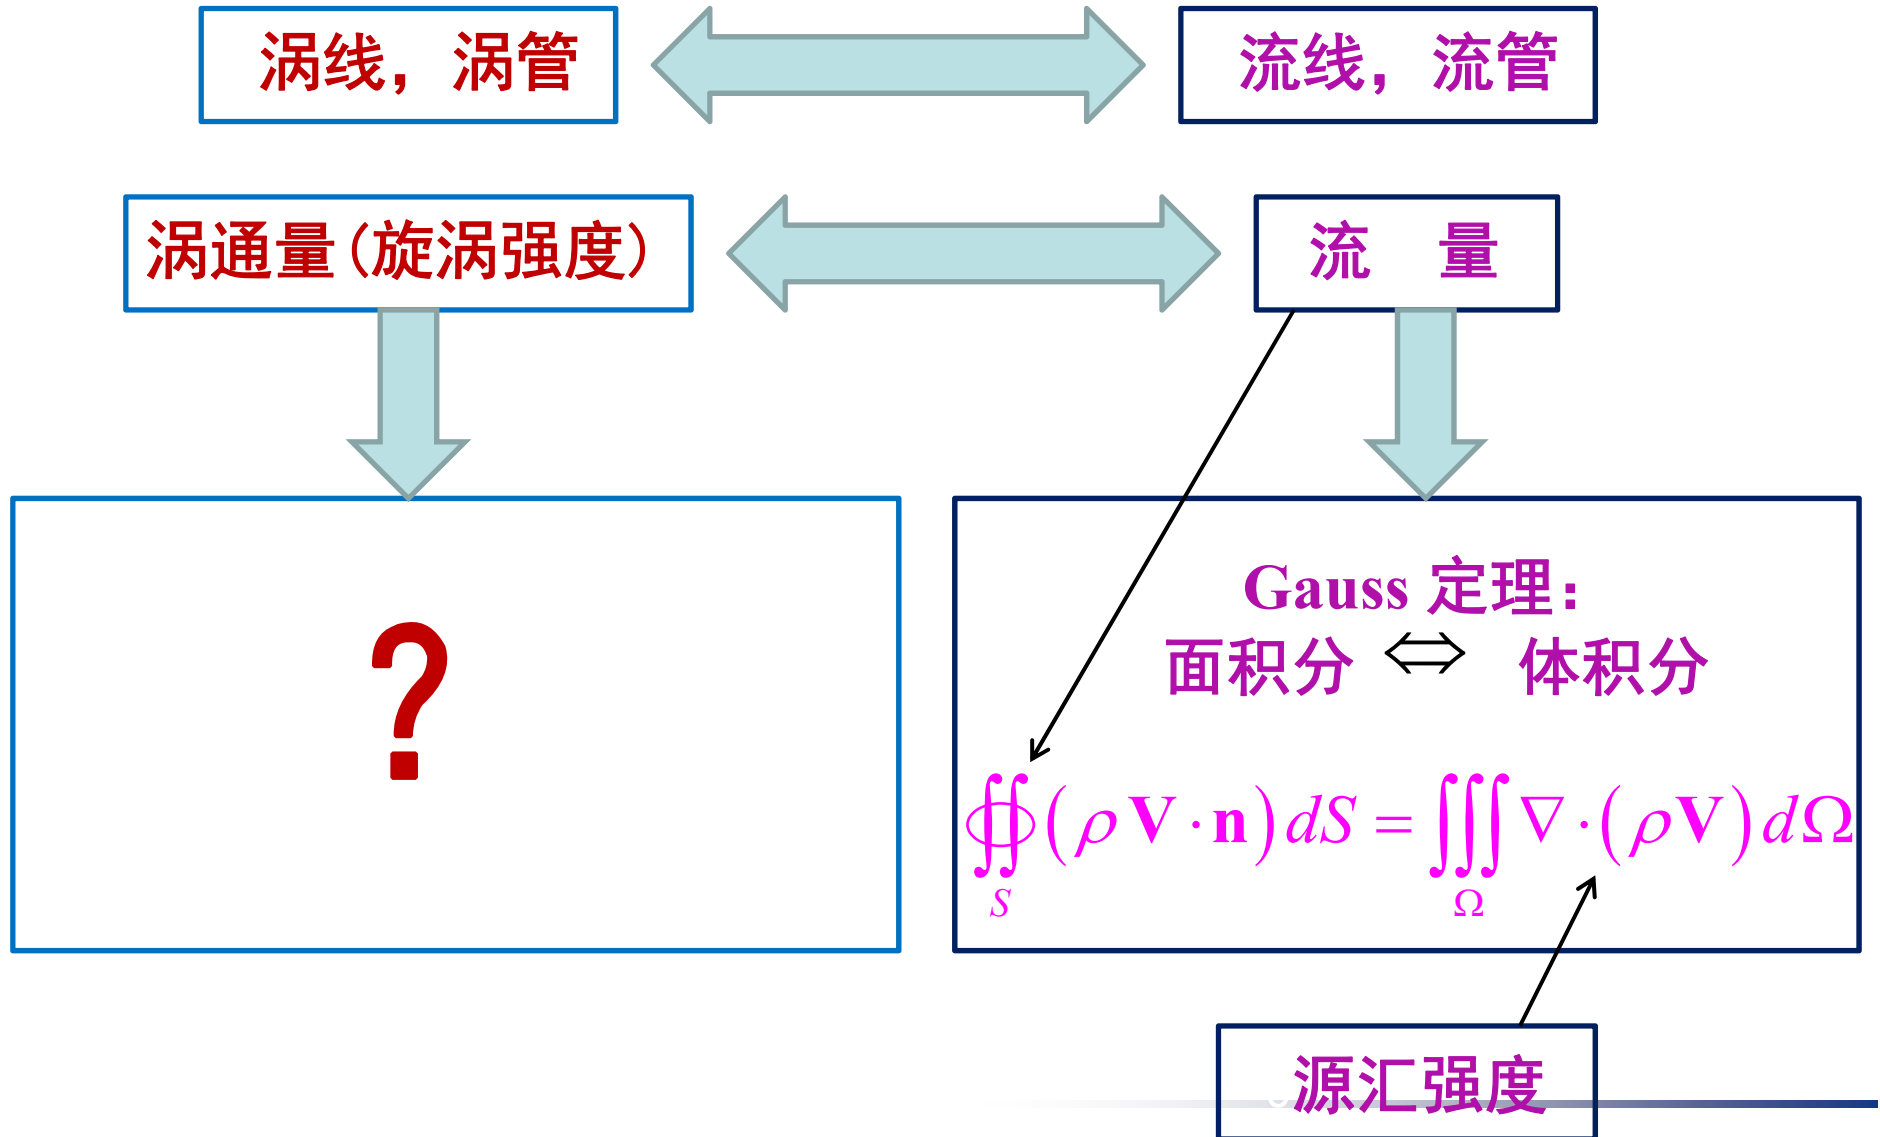 涡线，涡管
流线，流管
涡通量(旋涡强度)
流 量
？
Gauss 定理：
面积分 ⇔ 体积分
∯_S (ρ V · n) dS = ∭_Ω ∇ · (ρV) dΩ
源汇强度